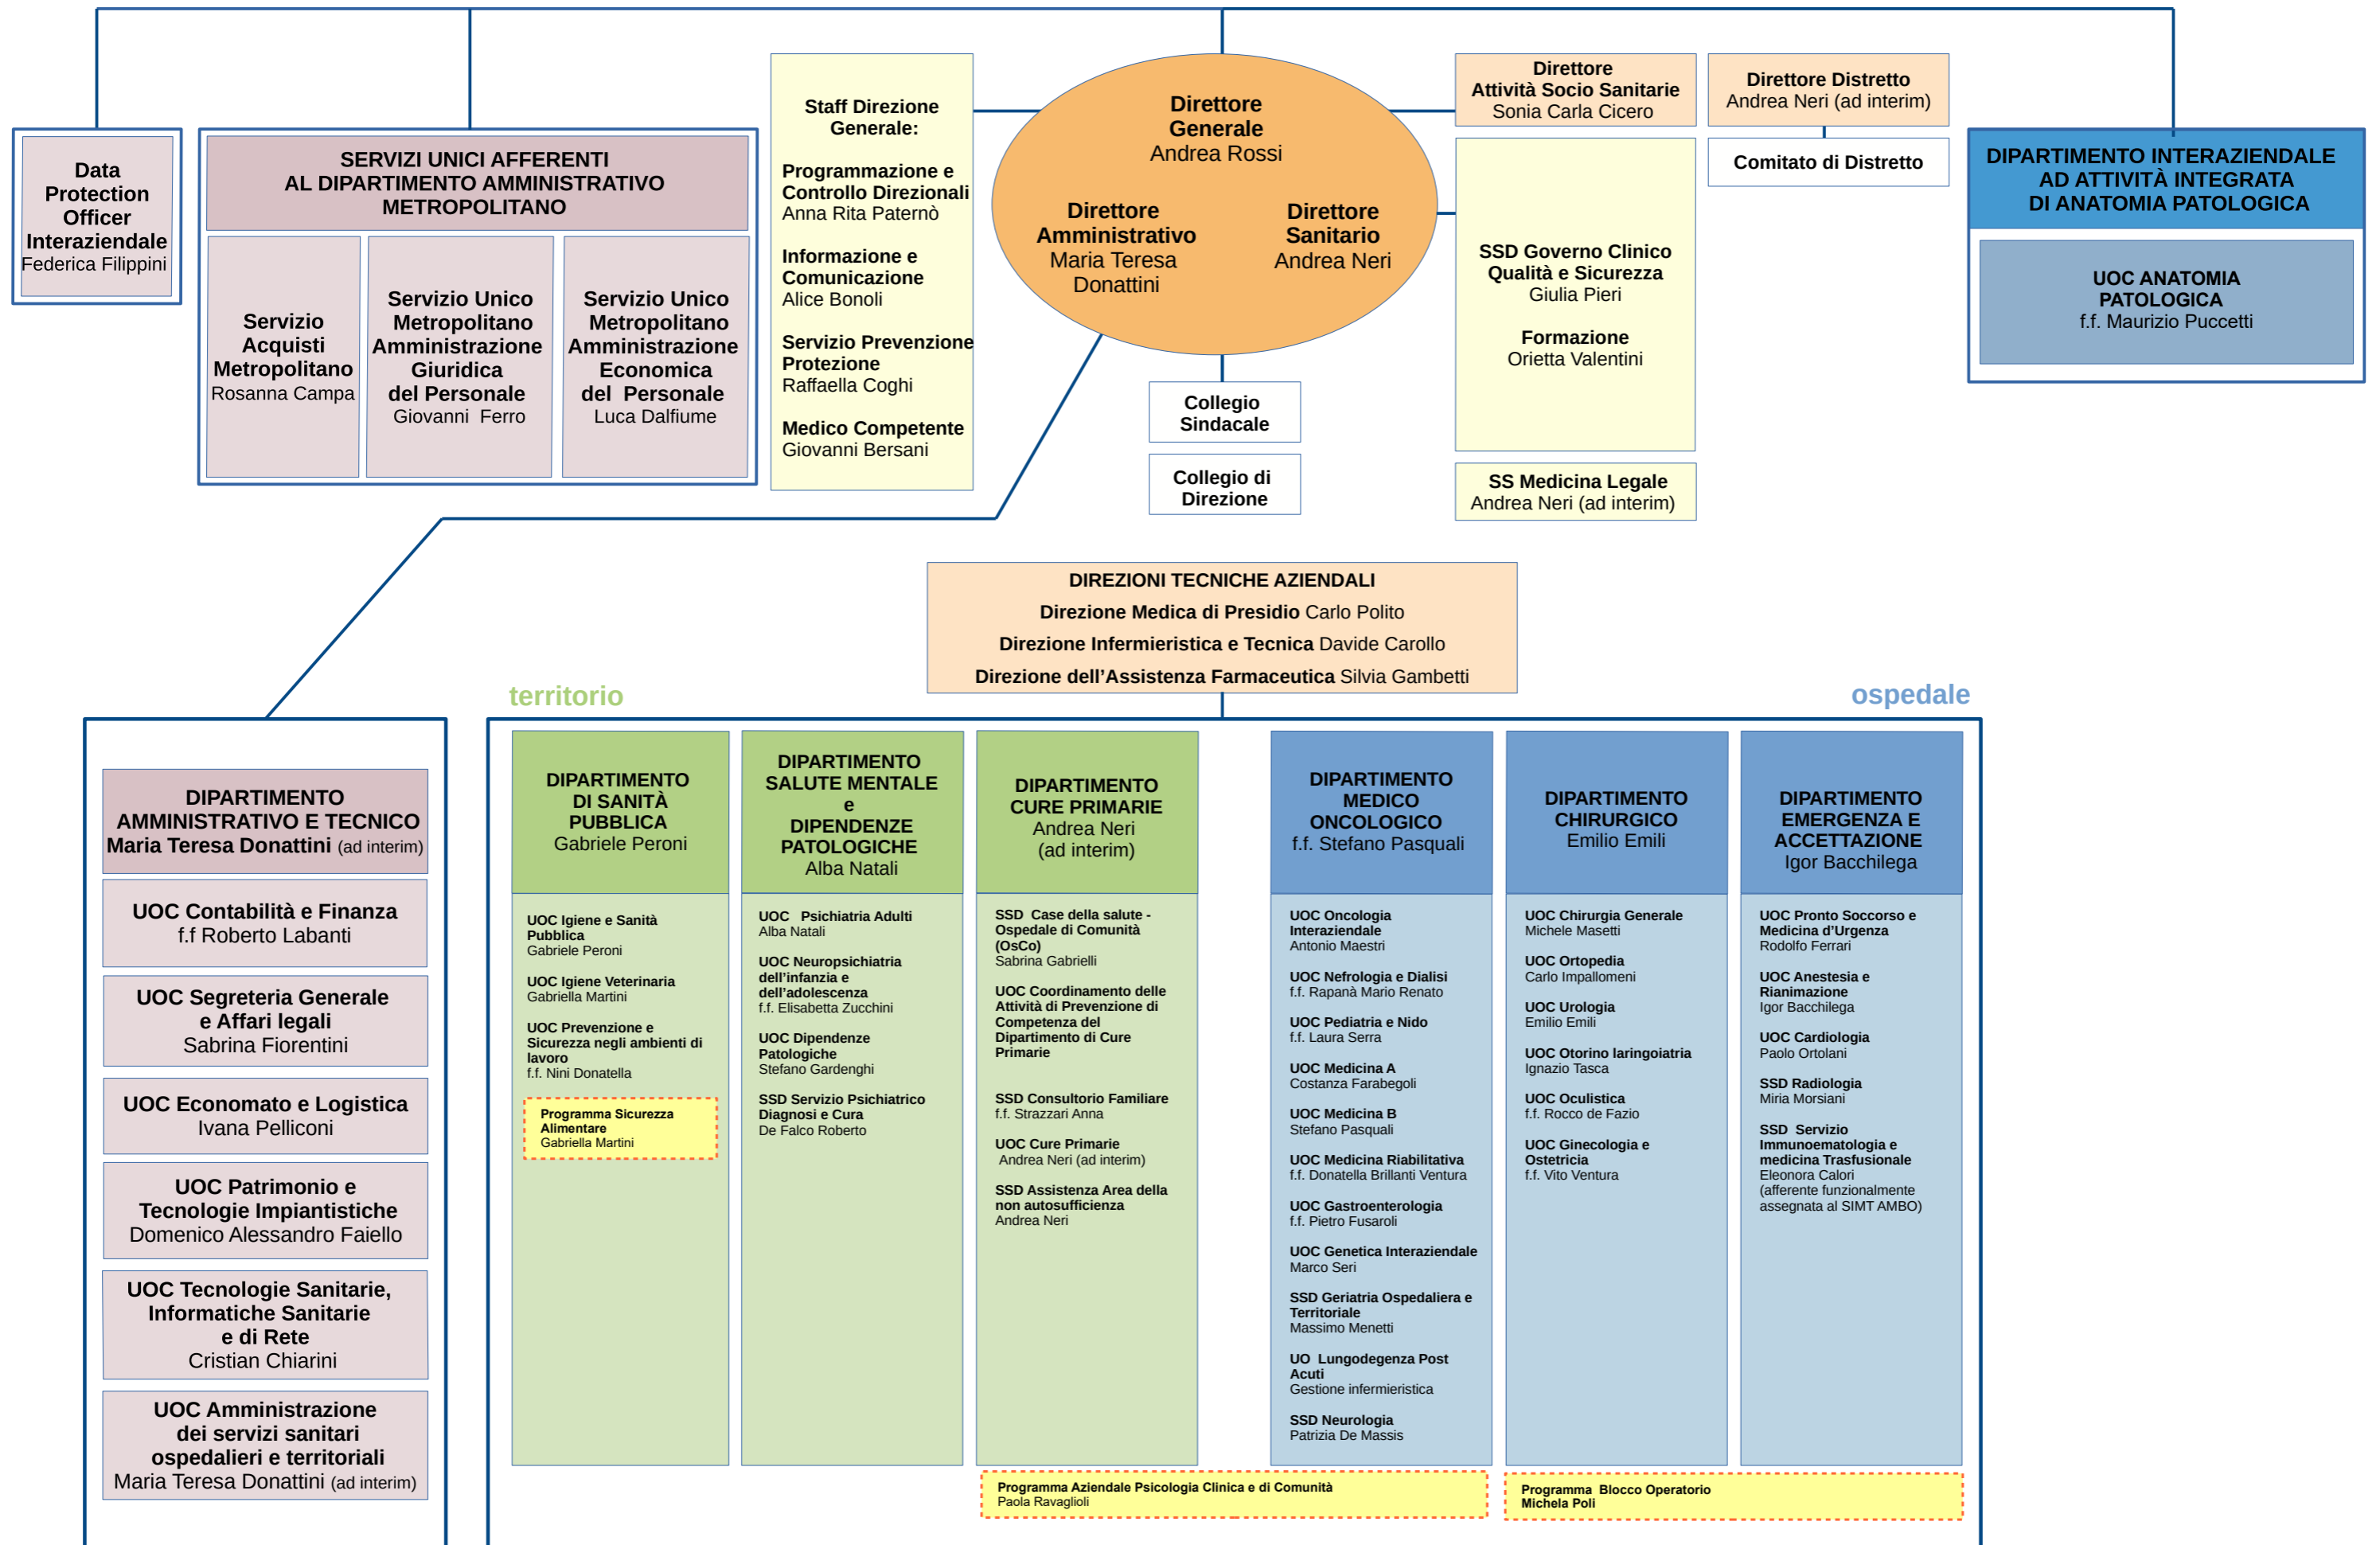 Data
Protection
Officer
Interaziendale
Federica Filippini
SERVIZI UNICI AFFERENTI
AL DIPARTIMENTO AMMINISTRATIVO
METROPOLITANO
Servizio
Acquisti
Metropolitano
Rosanna Campa
Servizio Unico
Metropolitano
Amministrazione
Giuridica
del Personale
Giovanni Ferro
Servizio Unico
Metropolitano
Amministrazione
Economica
del Personale
Luca Dalfiume
Staff Direzione
Generale:
Programmazione e
Controllo Direzionali
Anna Rita Paternò
Informazione e
Comunicazione
Alice Bonoli
Servizio Prevenzione
Protezione
Raffaella Coghi
Medico Competente
Giovanni Bersani
Direttore
Generale
Andrea Rossi
Direttore
Amministrativo
Maria Teresa
Donattini
Direttore
Sanitario
Andrea Neri
Collegio
Sindacale
Collegio di
Direzione
Direttore
Attività Socio Sanitarie
Sonia Carla Cicero
SSD Governo Clinico
Qualità e Sicurezza
Giulia Pieri
Formazione
Orietta Valentini
SS Medicina Legale
Andrea Neri (ad interim)
Direttore Distretto
Andrea Neri (ad interim)
Comitato di Distretto
DIPARTIMENTO INTERAZIENDALE
AD ATTIVITÀ INTEGRATA
DI ANATOMIA PATOLOGICA
UOC ANATOMIA
PATOLOGICA
f.f. Maurizio Puccetti
DIREZIONI TECNICHE AZIENDALI
Direzione Medica di Presidio Carlo Polito
Direzione Infermieristica e Tecnica Davide Carollo
Direzione dell’Assistenza Farmaceutica Silvia Gambetti
territorio
ospedale
DIPARTIMENTO
AMMINISTRATIVO E TECNICO
Maria Teresa Donattini (ad interim)
UOC Contabilità e Finanza
f.f Roberto Labanti
UOC Segreteria Generale
e Affari legali
Sabrina Fiorentini
UOC Economato e Logistica
Ivana Pelliconi
UOC Patrimonio e
Tecnologie Impiantistiche
Domenico Alessandro Faiello
UOC Tecnologie Sanitarie,
Informatiche Sanitarie
e di Rete
Cristian Chiarini
UOC Amministrazione
dei servizi sanitari
ospedalieri e territoriali
Maria Teresa Donattini (ad interim)
DIPARTIMENTO
DI SANITÀ
PUBBLICA
Gabriele Peroni
UOC Igiene e Sanità
Pubblica
Gabriele Peroni
UOC Igiene Veterinaria
Gabriella Martini
UOC Prevenzione e
Sicurezza negli ambienti di
lavoro
f.f. Nini Donatella
Programma Sicurezza
Alimentare
Gabriella Martini
DIPARTIMENTO
SALUTE MENTALE
e
DIPENDENZE
PATOLOGICHE
Alba Natali
UOC Psichiatria Adulti
Alba Natali
UOC Neuropsichiatria
dell’infanzia e
dell’adolescenza
f.f. Elisabetta Zucchini
UOC Dipendenze
Patologiche
Stefano Gardenghi
SSD Servizio Psichiatrico
Diagnosi e Cura
De Falco Roberto
DIPARTIMENTO
CURE PRIMARIE
Andrea Neri
(ad interim)
SSD Case della salute -
Ospedale di Comunità
(OsCo)
Sabrina Gabrielli
UOC Coordinamento delle
Attività di Prevenzione di
Competenza del
Dipartimento di Cure
Primarie
SSD Consultorio Familiare
f.f. Strazzari Anna
UOC Cure Primarie
Andrea Neri (ad interim)
SSD Assistenza Area della
non autosufficienza
Andrea Neri
DIPARTIMENTO
MEDICO
ONCOLOGICO
f.f. Stefano Pasquali
UOC Oncologia
Interaziendale
Antonio Maestri
UOC Nefrologia e Dialisi
f.f. Rapanà Mario Renato
UOC Pediatria e Nido
f.f. Laura Serra
UOC Medicina A
Costanza Farabegoli
UOC Medicina B
Stefano Pasquali
UOC Medicina Riabilitativa
f.f. Donatella Brillanti Ventura
UOC Gastroenterologia
f.f. Pietro Fusaroli
UOC Genetica Interaziendale
Marco Seri
SSD Geriatria Ospedaliera e
Territoriale
Massimo Menetti
UO Lungodegenza Post
Acuti
Gestione infermieristica
SSD Neurologia
Patrizia De Massis
DIPARTIMENTO
CHIRURGICO
Emilio Emili
UOC Chirurgia Generale
Michele Masetti
UOC Ortopedia
Carlo Impallomeni
UOC Urologia
Emilio Emili
UOC Otorino laringoiatria
Ignazio Tasca
UOC Oculistica
f.f. Rocco de Fazio
UOC Ginecologia e
Ostetricia
f.f. Vito Ventura
DIPARTIMENTO
EMERGENZA E
ACCETTAZIONE
Igor Bacchilega
UOC Pronto Soccorso e
Medicina d’Urgenza
Rodolfo Ferrari
UOC Anestesia e
Rianimazione
Igor Bacchilega
UOC Cardiologia
Paolo Ortolani
SSD Radiologia
Miria Morsiani
SSD Servizio
Immunoematologia e
medicina Trasfusionale
Eleonora Calori
(afferente funzionalmente
assegnata al SIMT AMBO)
Programma Aziendale Psicologia Clinica e di Comunità
Paola Ravaglioli
Programma Blocco Operatorio
Michela Poli